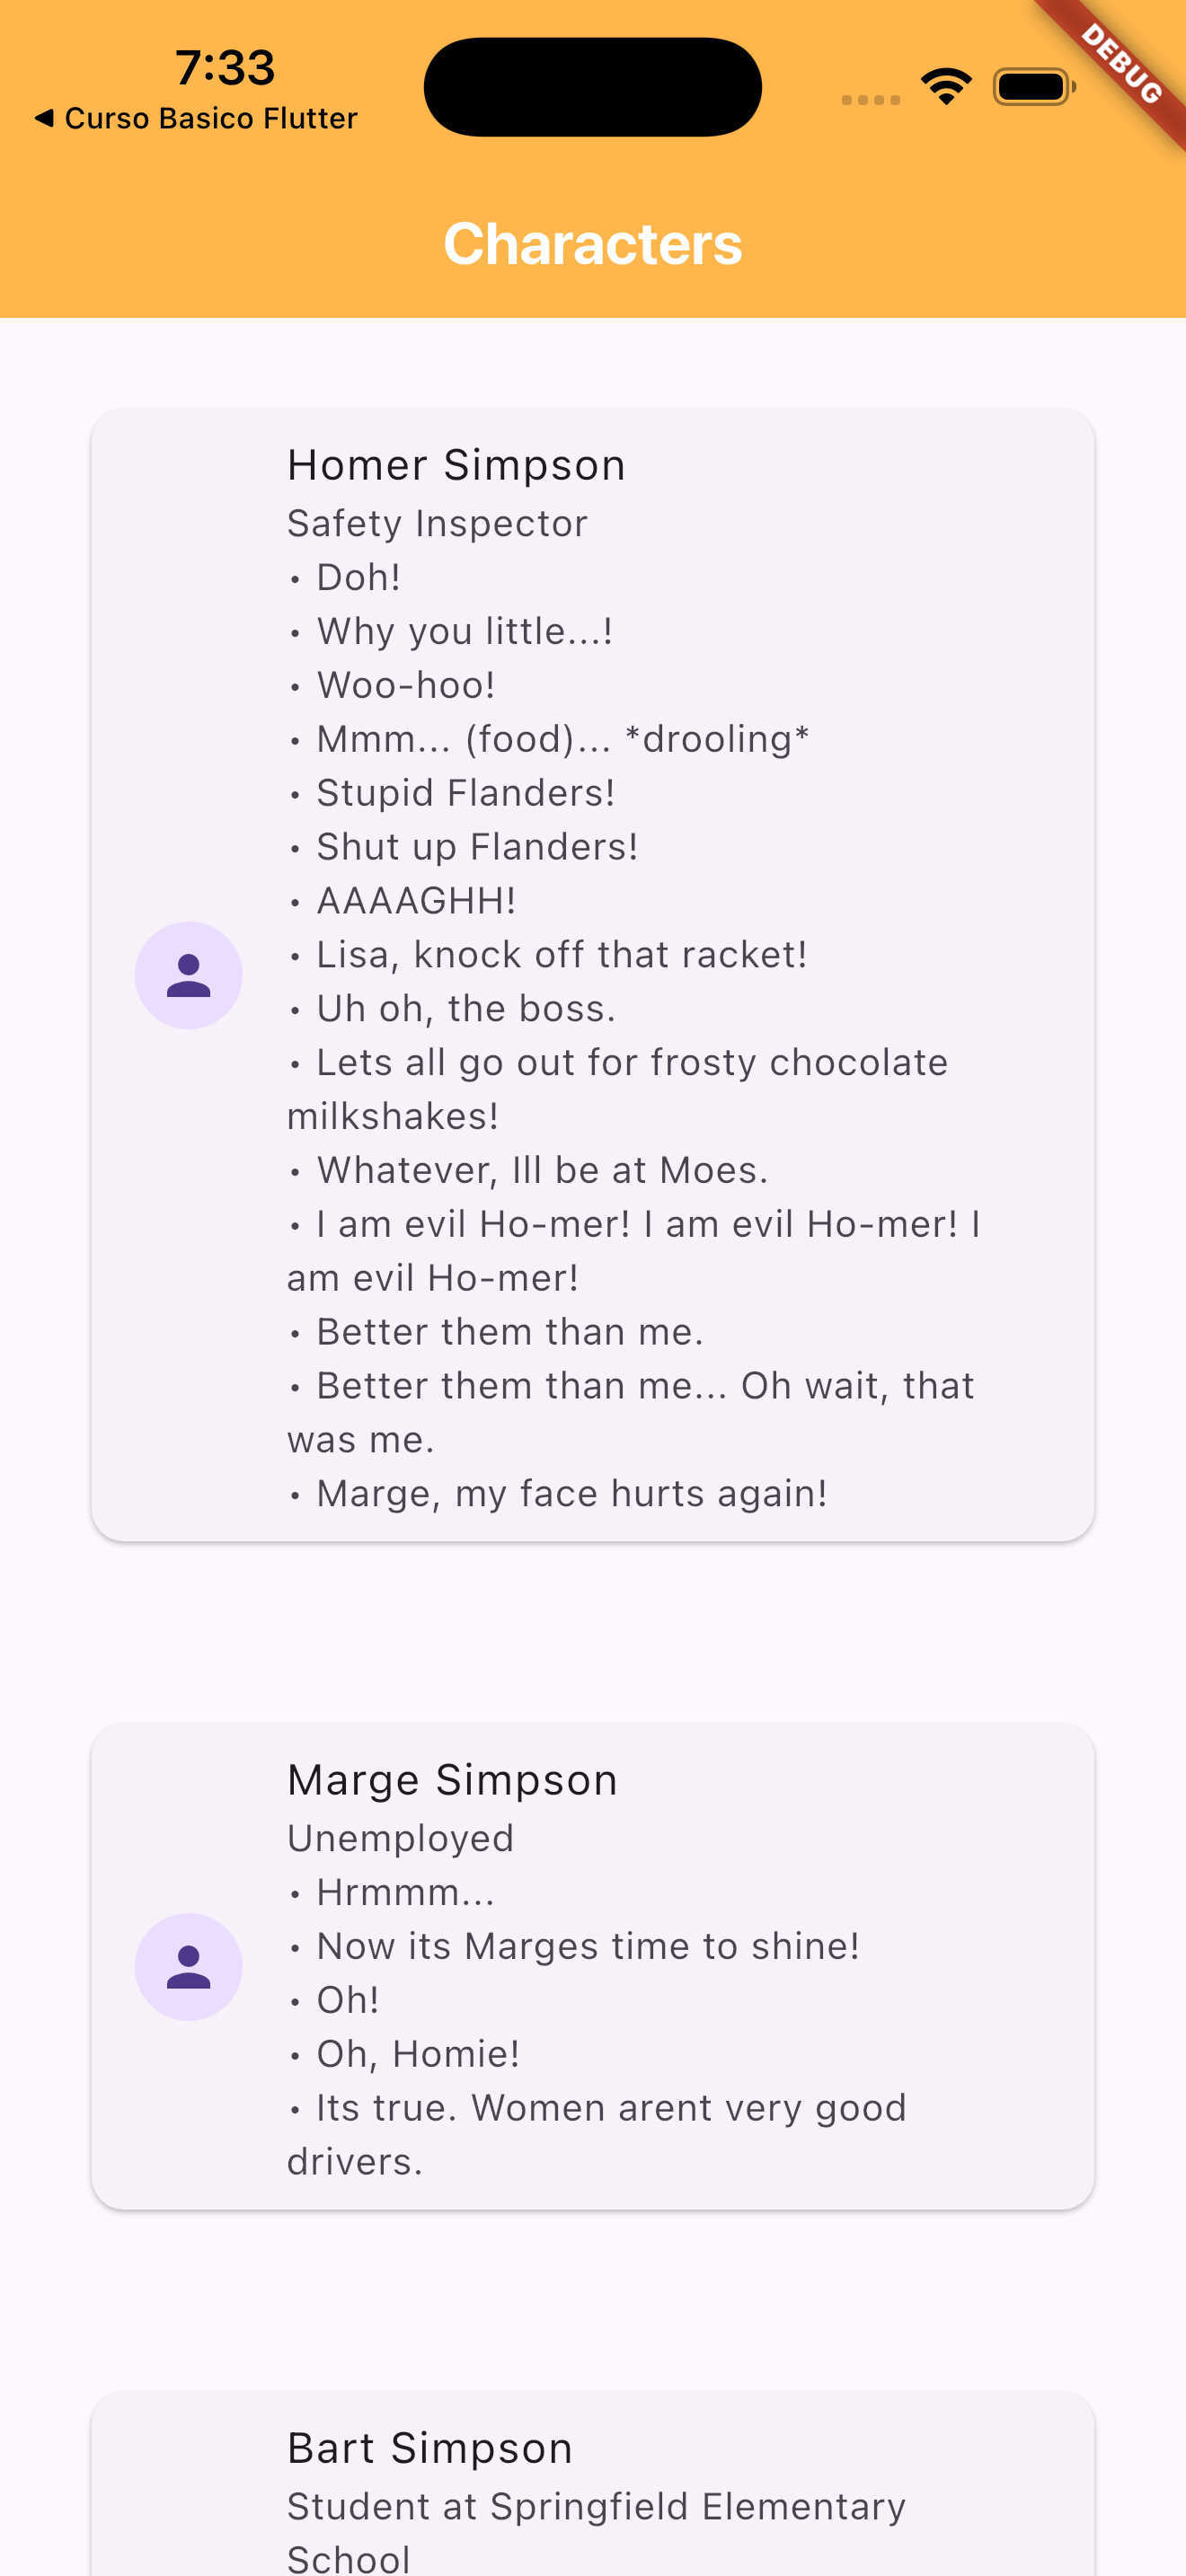 7:33
◀ Curso Basico Flutter
DEBUG
Characters
Homer Simpson
Safety Inspector
• Doh!
• Why you little...!
• Woo-hoo!
• Mmm... (food)... *drooling*
• Stupid Flanders!
• Shut up Flanders!
• AAAAGHH!
• Lisa, knock off that racket!
• Uh oh, the boss.
• Lets all go out for frosty chocolate
milkshakes!
• Whatever, Ill be at Moes.
• I am evil Ho-mer! I am evil Ho-mer! I
am evil Ho-mer!
• Better them than me.
• Better them than me... Oh wait, that
was me.
• Marge, my face hurts again!
Marge Simpson
Unemployed
• Hrmmm...
• Now its Marges time to shine!
• Oh!
• Oh, Homie!
• Its true. Women arent very good
drivers.
Bart Simpson
Student at Springfield Elementary
School